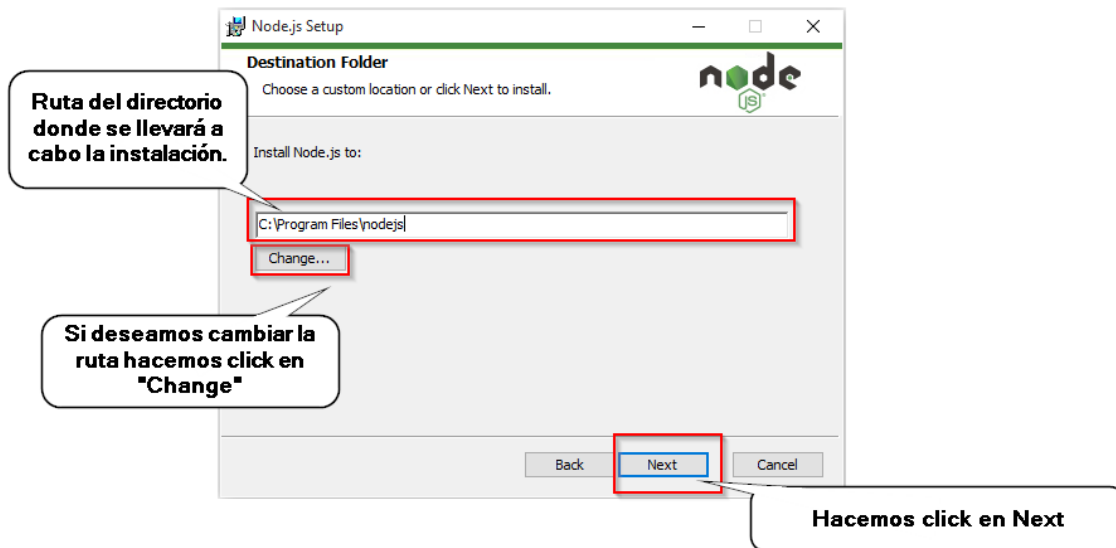 Node.js Setup
Destination Folder
Choose a custom location or click Next to install.
node
JS
Ruta del directorio
donde se llevará a
cabo la instalación.
Install Node.js to:
C:\Program Files\nodejs
Change...
Si deseamos cambiar la
ruta hacemos click en
"Change"
Back
Next
Cancel
Hacemos click en Next